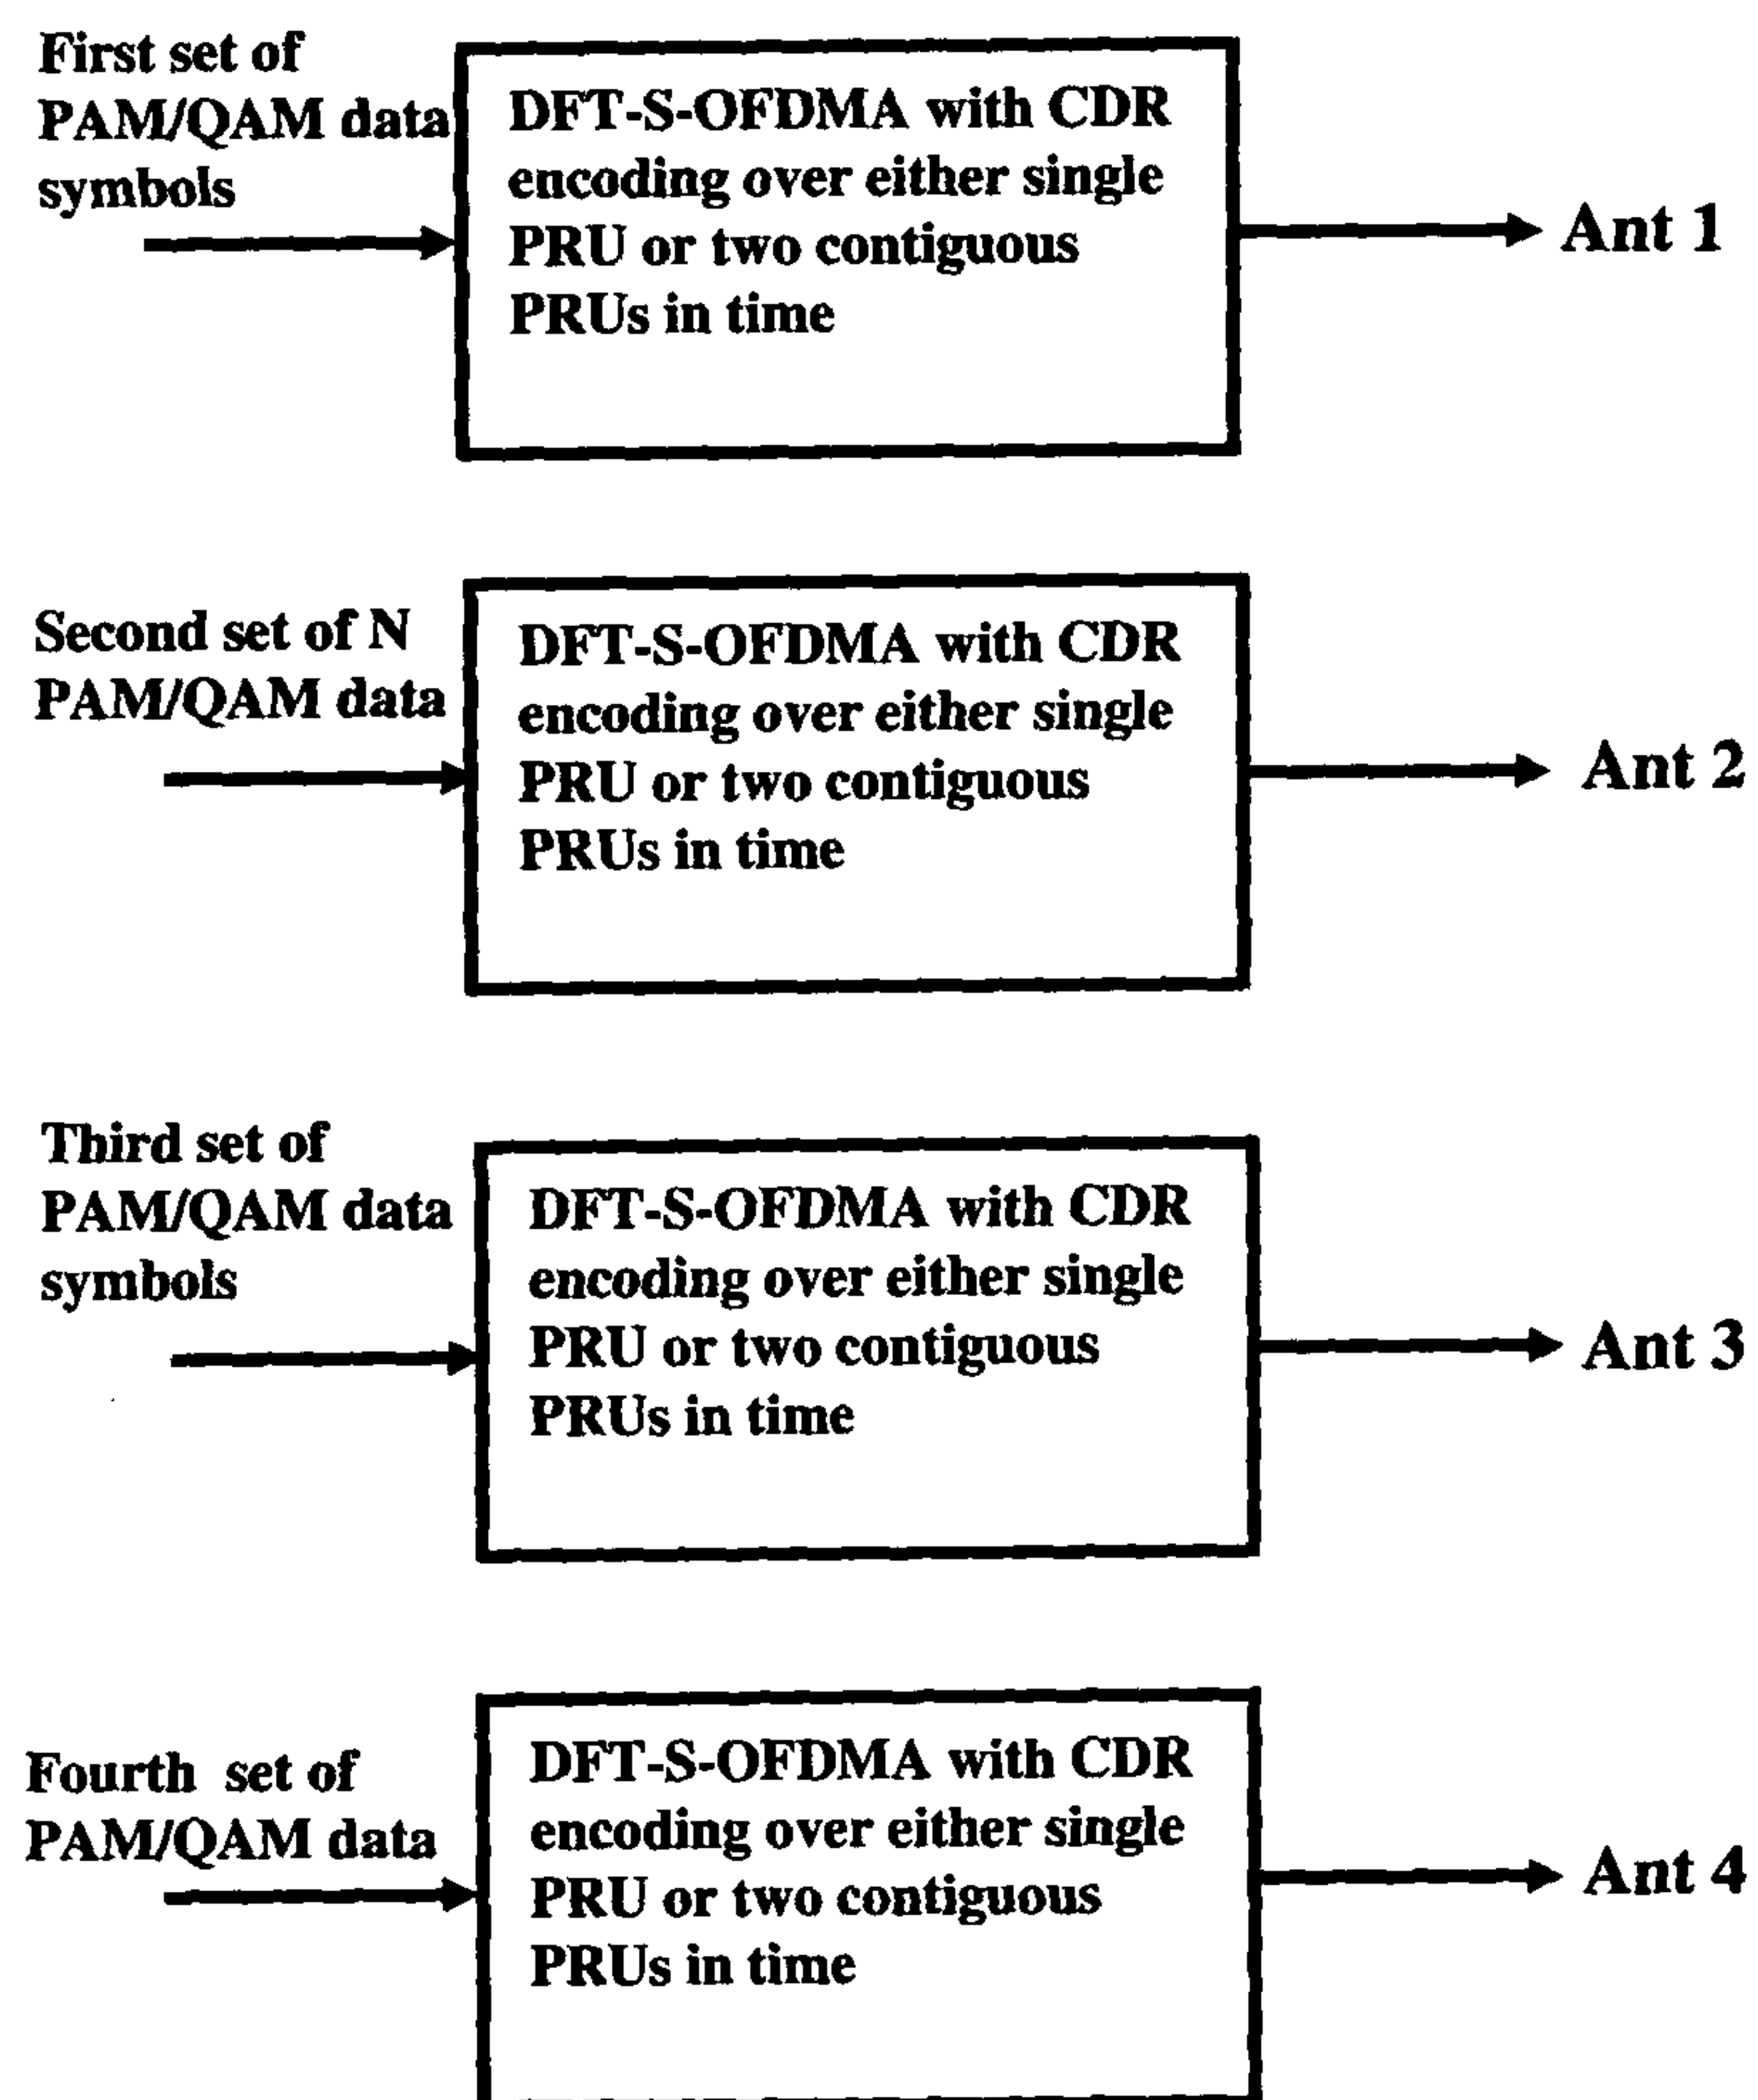 First set of
PAM/QAM data
symbols
DFT-S-OFDMA with CDR
encoding over either single
PRU or two contiguous
PRUs in time
Ant 1
Second set of N
PAM/QAM data
DFT-S-OFDMA with CDR
encoding over either single
PRU or two contiguous
PRUs in time
Ant 2
Third set of
PAM/QAM data
symbols
DFT-S-OFDMA with CDR
encoding over either single
PRU or two contiguous
PRUs in time
Ant 3
Fourth set of
PAM/QAM data
DFT-S-OFDMA with CDR
encoding over either single
PRU or two contiguous
PRUs in time
Ant 4